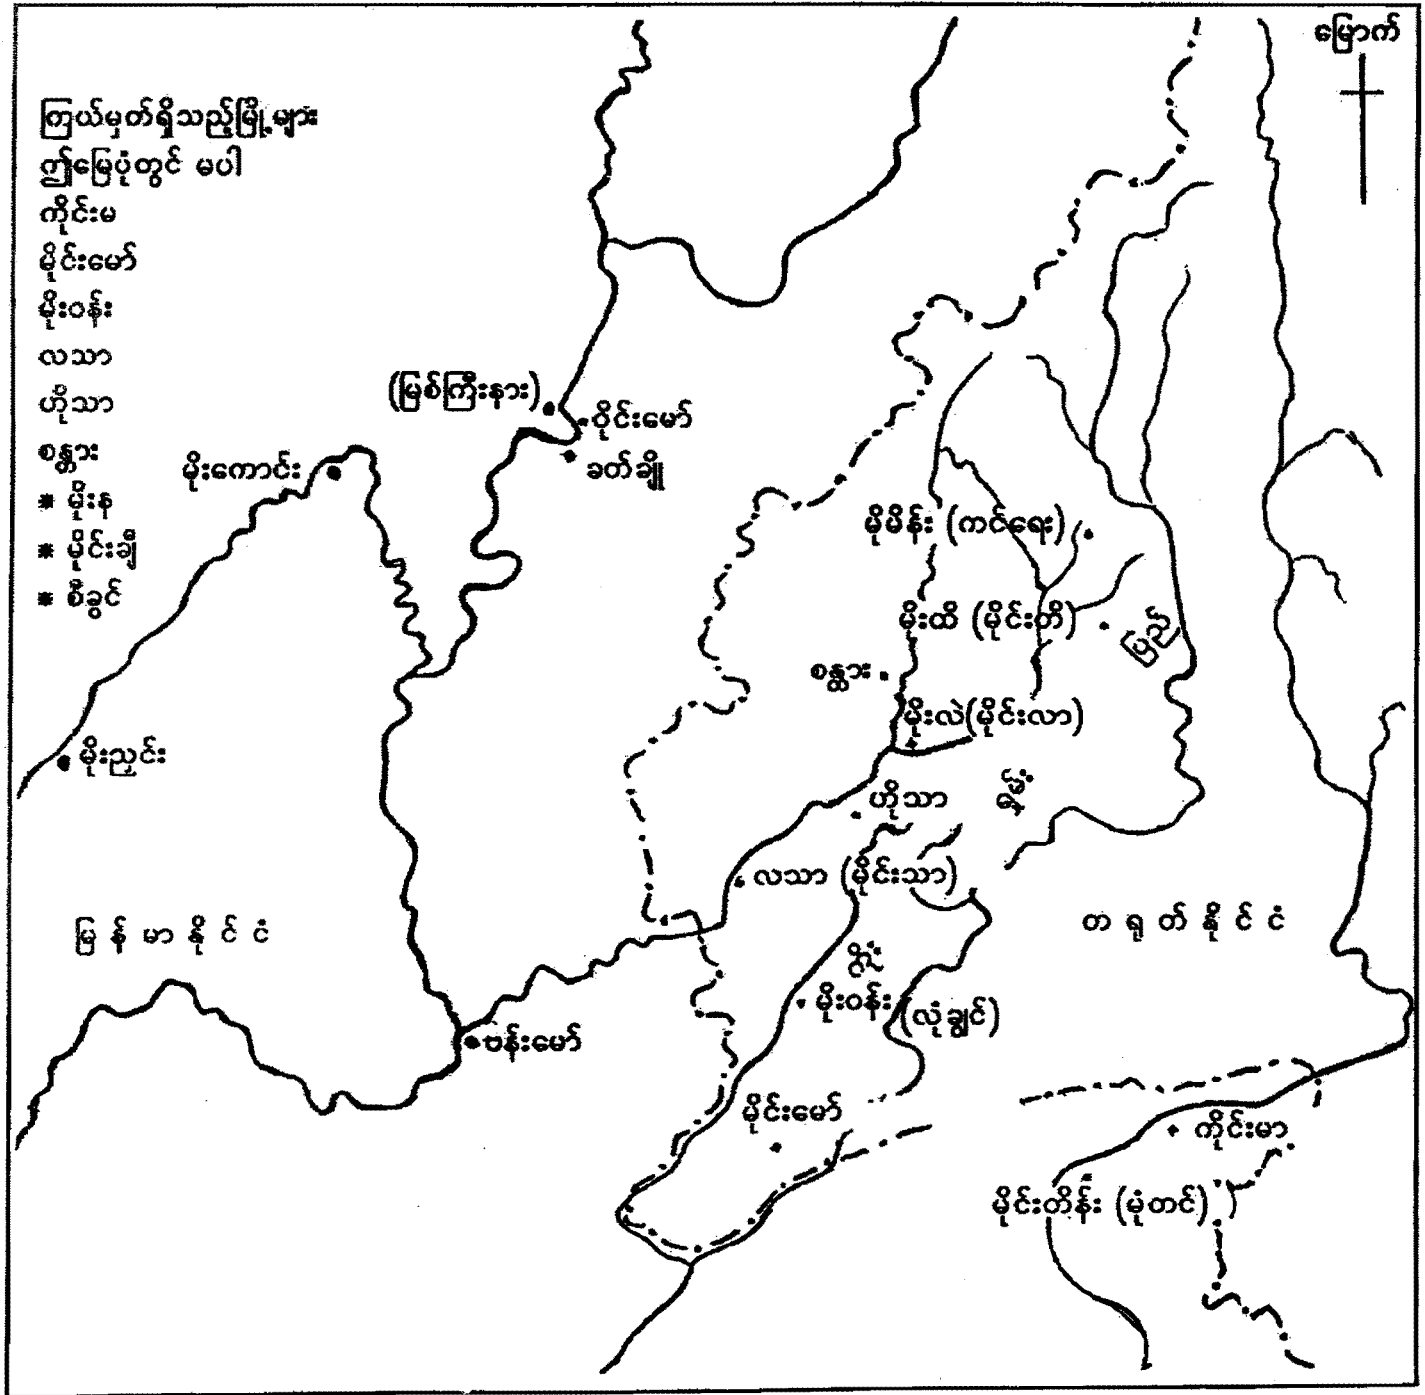 မြောက်
ကြယ်မှတ်ရှိသည့်မြို့များ
ဤမြေပုံတွင် မပါ
ကိုင်းမ
မိုင်းမော်
မိုးဝန်း
လသာ
ဟိုသာ
စန္တား
* မိုးန
* မိုင်းချီ
* စီခွင်
(မြစ်ကြီးနား)
ဝိုင်းမော်
မိုးကောင်း
ခတ်ချို
မိုမိန်း (ကင်ရေး)
မိုးထိ (မိုင်းတီ)
ပြည်
စန္ထား
မိုးလဲ(မိုင်းလာ)
မိုးညှင်း
ဟိုသာ
ရှမ်း
လသာ (မိုင်းသာ)
မြန်မာနိုင်ငံ
တရုတ်နိုင်ငံ
မိုးဝန်း (လုံချွင်)
ဗန်းမော်
မိုင်းမော်
ကိုင်းမာ
မိုင်းတိန်း (မုံတင်)